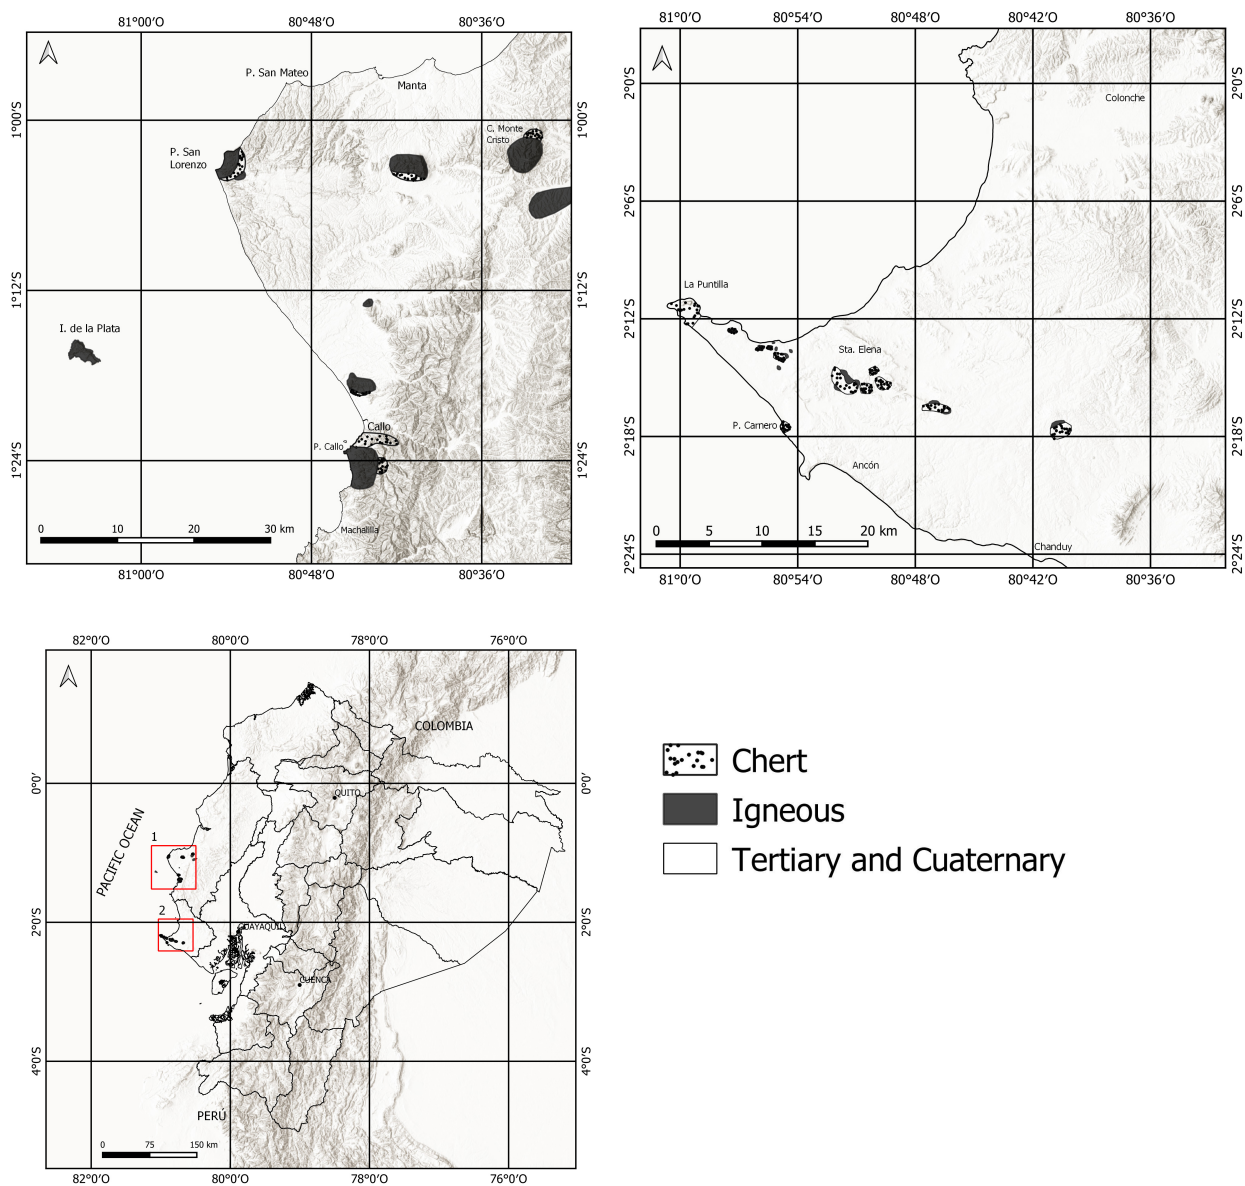 81°00′O 80°48′O 80°36′O
P. San Mateo
Manta
1°00′S 1°00′S
C. Monte
Cristo
P. San
Lorenzo
1°12′S 1°12′S
I. de la Plata
Callo
P. Callo
1°24′S 1°24′S
Machalilla
0 10 20 30 km
81°00′O 80°48′O 80°36′O
81°0′O 80°54′O 80°48′O 80°42′O 80°36′O
2°0′S 2°0′S
Colonche
2°6′S 2°6′S
La Puntilla
2°12′S 2°12′S
Sta. Elena
P. Carnero
2°18′S 2°18′S
Ancón
0 5 10 15 20 km
Chanduy
2°24′S 2°24′S
81°0′O 80°54′O 80°48′O 80°42′O 80°36′O
82°0′O 80°0′O 78°0′O 76°0′O
COLOMBIA
0°0′ 0°0′
QUITO
PACIFIC OCEAN
1
2
2°0′S 2°0′S
GUAYAQUIL
CUENCA
4°0′S 4°0′S
PERÚ
0 75 150 km
82°0′O 80°0′O 78°0′O 76°0′O
Chert
Igneous
Tertiary and Cuaternary